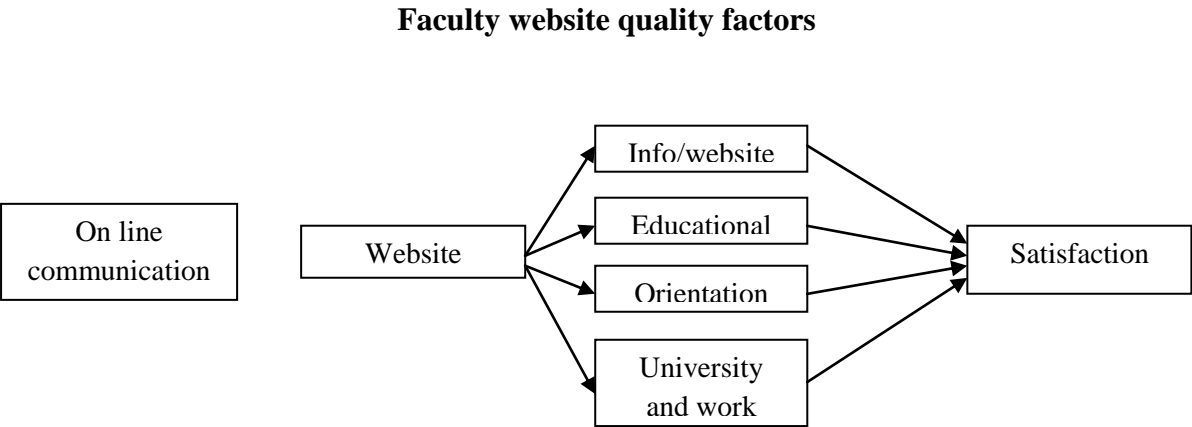 Faculty website quality factors
Info/website
On line
communication
Website
Educational
Orientation
University
and work
Satisfaction